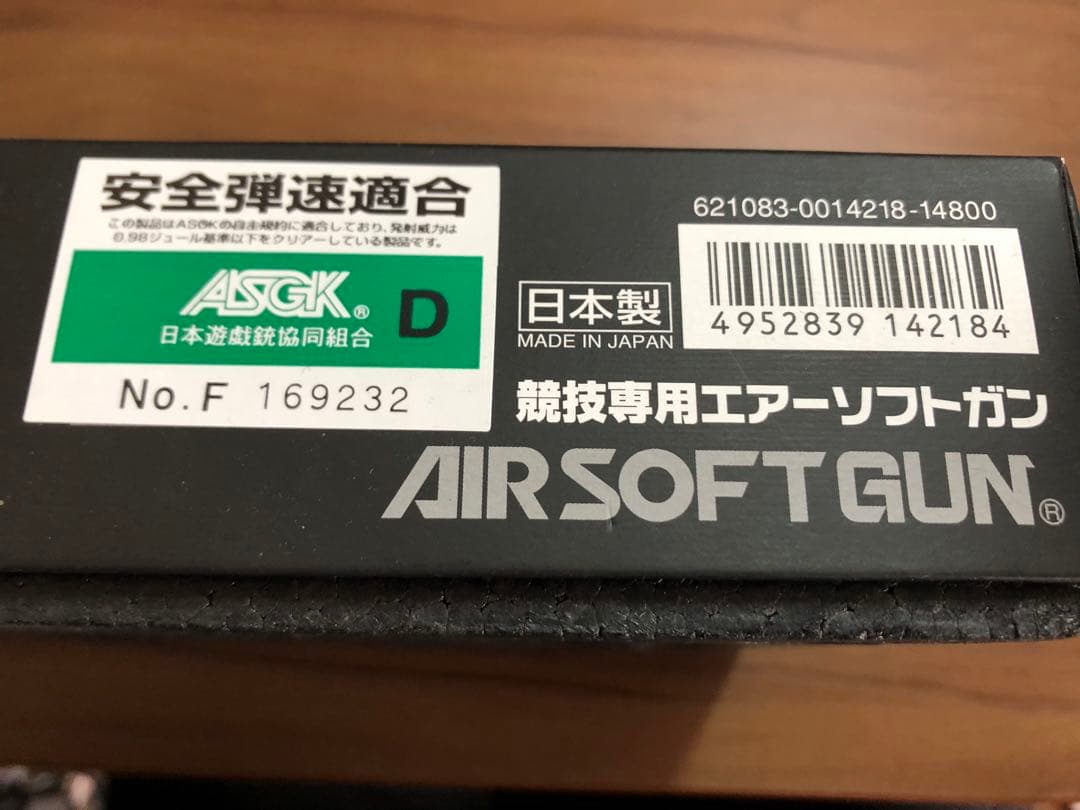 安全弾速適合
この製品はASGKの自主規約に適合しており、発射威力は
0.98ジュール基準以下をクリアーしている製品です。
ASGK® D
日本遊戯銃協同組合
No.F 169232
621083-0014218-14800
4952839 142184
日本製
MADE IN JAPAN
競技専用エアーソフトガン
AIRSOFT GUN®